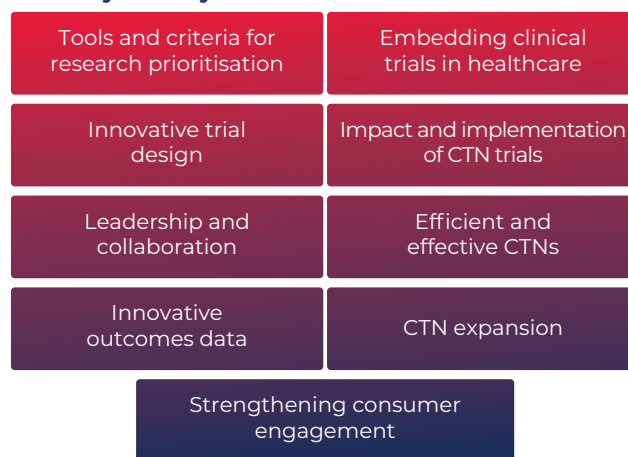 Tools and criteria for
research prioritisation
Embedding clinical
trials in healthcare
Innovative trial
design
Impact and implementation
of CTN trials
Leadership and
collaboration
Efficient and
effective CTNs
Innovative
outcomes data
CTN expansion
Strengthening consumer
engagement